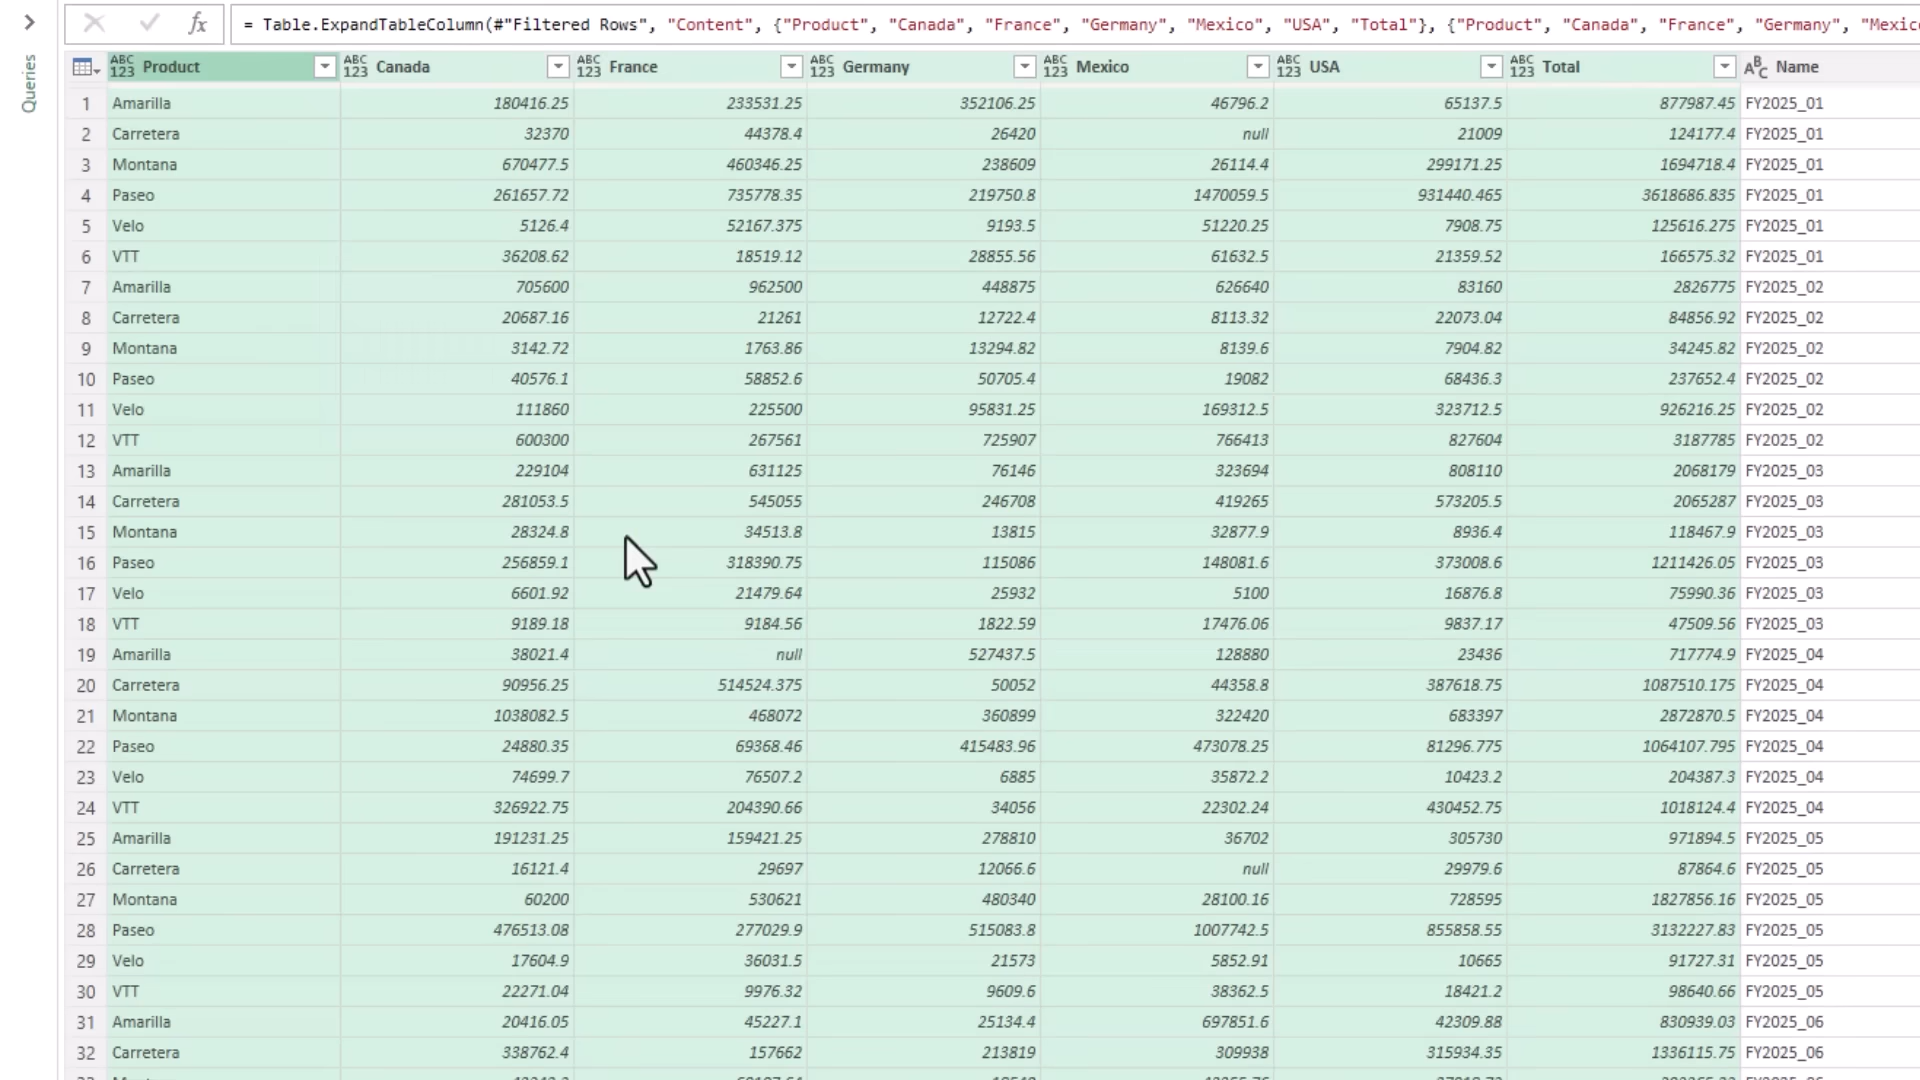 = Table.ExpandTableColumn(#"Filtered Rows", "Content", {"Product", "Canada", "France", "Germany", "Mexico", "USA", "Total"}, {"Product", "Canada", "France", "Germany", "Mexico
Queries
ABC 123 Product ABC 123 Canada ABC 123 France ABC 123 Germany ABC 123 Mexico ABC 123 USA ABC 123 Total ABC Name
1 Amarilla 180416.25 233531.25 352106.25 46796.2 65137.5 877987.45 FY2025_01
2 Carretera 32370 44378.4 26420 null 21009 124177.4 FY2025_01
3 Montana 670477.5 460346.25 238609 26114.4 299171.25 1694718.4 FY2025_01
4 Paseo 261657.72 735778.35 219750.8 1470059.5 931440.465 3618686.835 FY2025_01
5 Velo 5126.4 52167.375 9193.5 51220.25 7908.75 125616.275 FY2025_01
6 VTT 36208.62 18519.12 28855.56 61632.5 21359.52 166575.32 FY2025_01
7 Amarilla 705600 962500 448875 626640 83160 2826775 FY2025_02
8 Carretera 20687.16 21261 12722.4 8113.32 22073.04 84856.92 FY2025_02
9 Montana 3142.72 1763.86 13294.82 8139.6 7904.82 34245.82 FY2025_02
10 Paseo 40576.1 58852.6 50705.4 19082 68436.3 237652.4 FY2025_02
11 Velo 111860 225500 95831.25 169312.5 323712.5 926216.25 FY2025_02
12 VTT 600300 267561 725907 766413 827604 3187785 FY2025_02
13 Amarilla 229104 631125 76146 323694 808110 2068179 FY2025_03
14 Carretera 281053.5 545055 246708 419265 573205.5 2065287 FY2025_03
15 Montana 28324.8 34513.8 13815 32877.9 8936.4 118467.9 FY2025_03
16 Paseo 256859.1 318390.75 115086 148081.6 373008.6 1211426.05 FY2025_03
17 Velo 6601.92 21479.64 25932 5100 16876.8 75990.36 FY2025_03
18 VTT 9189.18 9184.56 1822.59 17476.06 9837.17 47509.56 FY2025_03
19 Amarilla 38021.4 null 527437.5 128880 23436 717774.9 FY2025_04
20 Carretera 90956.25 514524.375 50052 44358.8 387618.75 1087510.175 FY2025_04
21 Montana 1038082.5 468072 360899 322420 683397 2872870.5 FY2025_04
22 Paseo 24880.35 69368.46 415483.96 473078.25 81296.775 1064107.795 FY2025_04
23 Velo 74699.7 76507.2 6885 35872.2 10423.2 204387.3 FY2025_04
24 VTT 326922.75 204390.66 34056 22302.24 430452.75 1018124.4 FY2025_04
25 Amarilla 191231.25 159421.25 278810 36702 305730 971894.5 FY2025_05
26 Carretera 16121.4 29697 12066.6 null 29979.6 87864.6 FY2025_05
27 Montana 60200 530621 480340 28100.16 728595 1827856.16 FY2025_05
28 Paseo 476513.08 277029.9 515083.8 1007742.5 855858.55 3132227.83 FY2025_05
29 Velo 17604.9 36031.5 21573 5852.91 10665 91727.31 FY2025_05
30 VTT 22271.04 9976.32 9609.6 38362.5 18421.2 98640.66 FY2025_05
31 Amarilla 20416.05 45227.1 25134.4 697851.6 42309.88 830939.03 FY2025_06
32 Carretera 338762.4 157662 213819 309938 315934.35 1336115.75 FY2025_06